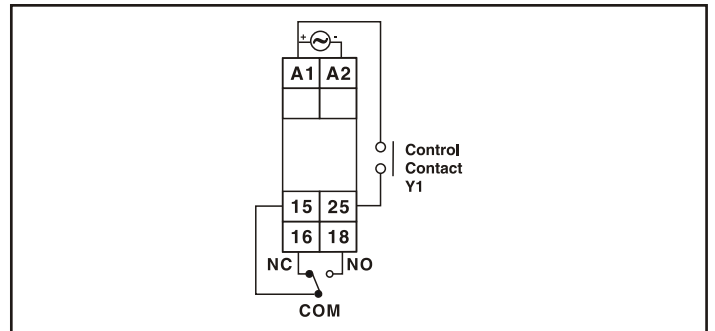 + -
A1 A2
Control
Contact
Y1
15 25
16 18
NC NO
COM